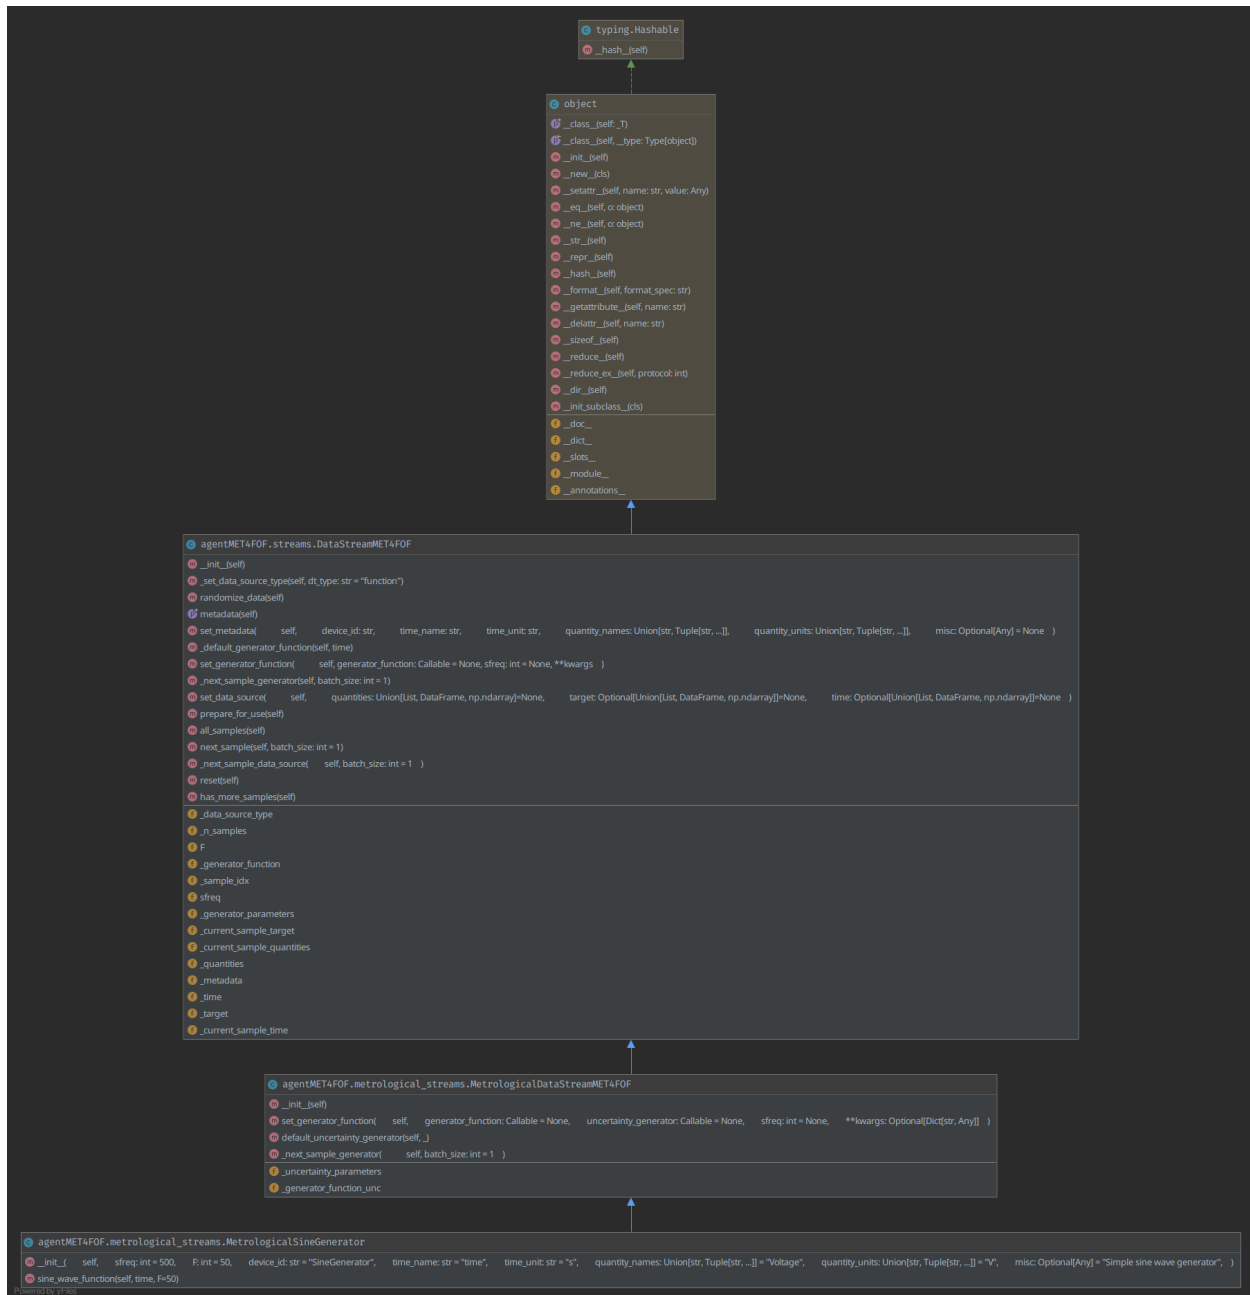 typing.Hashable
__hash__(self)
object
__class__(self: _T)
__class__(self, __type: Type[object])
__init__(self)
__new__(cls)
__setattr__(self, name: str, value: Any)
__eq__(self, o: object)
__ne__(self, o: object)
__str__(self)
__repr__(self)
__hash__(self)
__format__(self, format_spec: str)
__getattribute__(self, name: str)
__delattr__(self, name: str)
__sizeof__(self)
__reduce__(self)
__reduce_ex__(self, protocol: int)
__dir__(self)
__init_subclass__(cls)
__doc__
__dict__
__slots__
__module__
__annotations__
agentMET4FOF.streams.DataStreamMET4FOF
__init__(self)
_set_data_source_type(self, dt_type: str = "function")
randomize_data(self)
metadata(self)
set_metadata( self, device_id: str, time_name: str, time_unit: str, quantity_names: Union[str, Tuple[str, ...]], quantity_units: Union[str, Tuple[str, ...]], misc: Optional[Any] = None )
_default_generator_function(self, time)
set_generator_function( self, generator_function: Callable = None, sfreq: int = None, **kwargs )
_next_sample_generator(self, batch_size: int = 1)
set_data_source( self, quantities: Union[List, DataFrame, np.ndarray]=None, target: Optional[Union[List, DataFrame, np.ndarray]]=None, time: Optional[Union[List, DataFrame, np.ndarray]]=None )
prepare_for_use(self)
all_samples(self)
next_sample(self, batch_size: int = 1)
_next_sample_data_source( self, batch_size: int = 1 )
reset(self)
has_more_samples(self)
_data_source_type
_n_samples
F
_generator_function
_sample_idx
sfreq
_generator_parameters
_current_sample_target
_current_sample_quantities
_quantities
_metadata
_time
_target
_current_sample_time
agentMET4FOF.metrological_streams.MetrologicalDataStreamMET4FOF
__init__(self)
set_generator_function( self, generator_function: Callable = None, uncertainty_generator: Callable = None, sfreq: int = None, **kwargs: Optional[Dict[str, Any]] )
default_uncertainty_generator(self, _)
_next_sample_generator( self, batch_size: int = 1 )
_uncertainty_parameters
_generator_function_unc
agentMET4FOF.metrological_streams.MetrologicalSineGenerator
__init__( self, sfreq: int = 500, F: int = 50, device_id: str = "SineGenerator", time_name: str = "time", time_unit: str = "s", quantity_names: Union[str, Tuple[str, ...]] = "Voltage", quantity_units: Union[str, Tuple[str, ...]] = "V", misc: Optional[Any] = "Simple sine wave generator", )
sine_wave_function(self, time, F=50)
Powered by yFiles